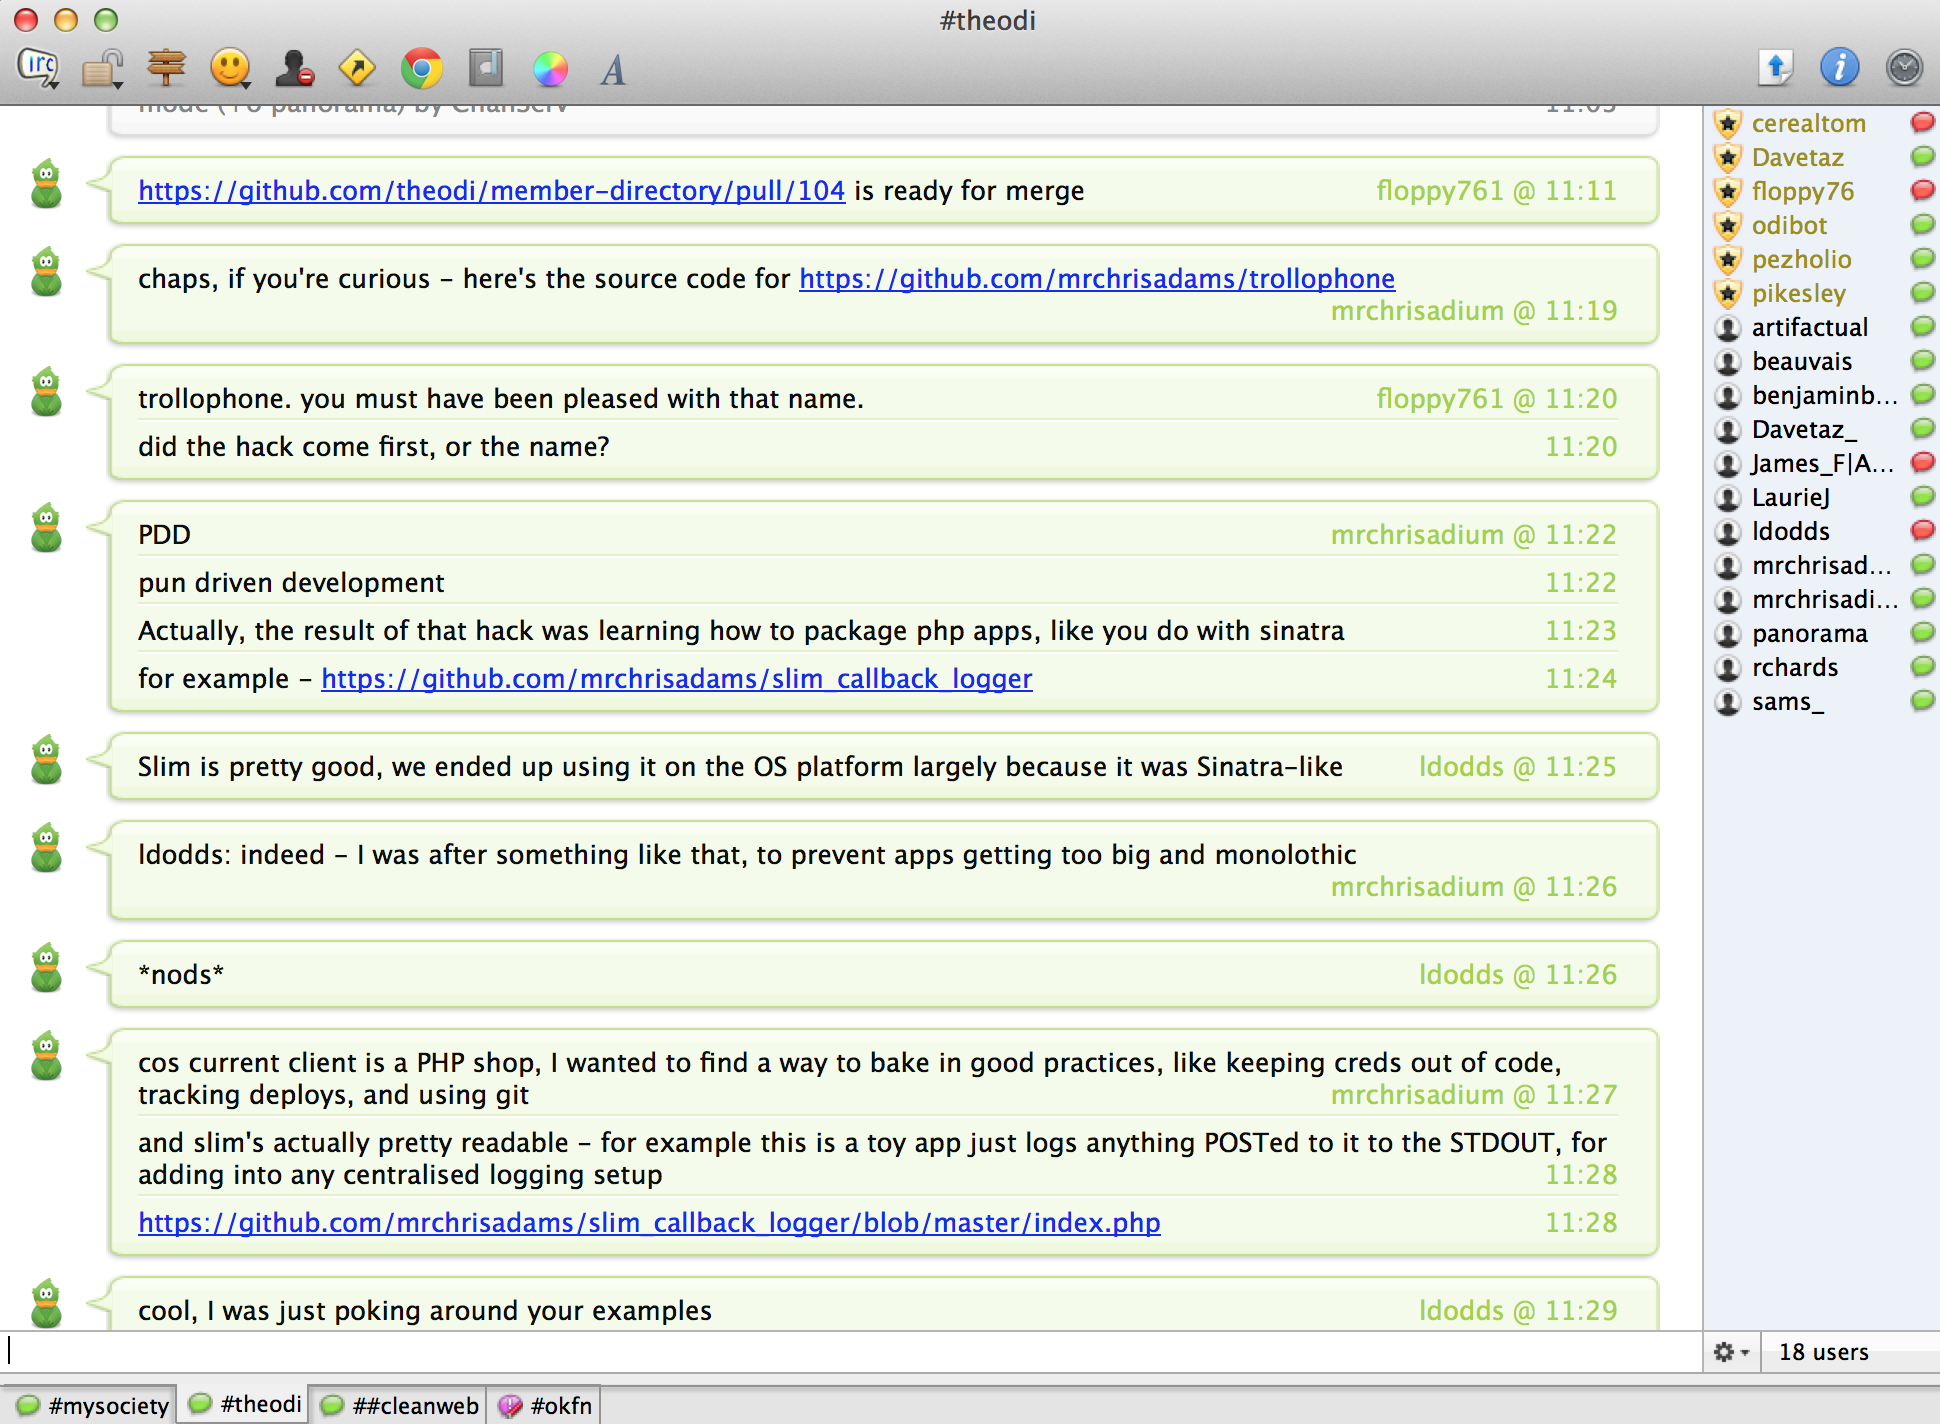 #theodi
irc
A
mode (+o panorama) by ChanServ 11:03
https://github.com/theodi/member-directory/pull/104 is ready for merge floppy761 @ 11:11
chaps, if you're curious – here's the source code for https://github.com/mrchrisadams/trollophone
mrchrisadium @ 11:19
trollophone. you must have been pleased with that name. floppy761 @ 11:20
did the hack come first, or the name? 11:20
PDD mrchrisadium @ 11:22
pun driven development 11:22
Actually, the result of that hack was learning how to package php apps, like you do with sinatra 11:23
for example – https://github.com/mrchrisadams/slim_callback_logger 11:24
Slim is pretty good, we ended up using it on the OS platform largely because it was Sinatra-like ldodds @ 11:25
ldodds: indeed – I was after something like that, to prevent apps getting too big and monolothic
mrchrisadium @ 11:26
*nods* ldodds @ 11:26
cos current client is a PHP shop, I wanted to find a way to bake in good practices, like keeping creds out of code,
tracking deploys, and using git mrchrisadium @ 11:27
and slim's actually pretty readable – for example this is a toy app just logs anything POSTed to it to the STDOUT, for
adding into any centralised logging setup 11:28
https://github.com/mrchrisadams/slim_callback_logger/blob/master/index.php 11:28
cool, I was just poking around your examples ldodds @ 11:29
cerealtom
Davetaz
floppy76
odibot
pezholio
pikesley
artifactual
beauvais
benjaminb...
Davetaz_
James_F|A...
LaurieJ
ldodds
mrchrisad...
mrchrisadi...
panorama
rchards
sams_
18 users
#mysociety
#theodi
##cleanweb
#okfn